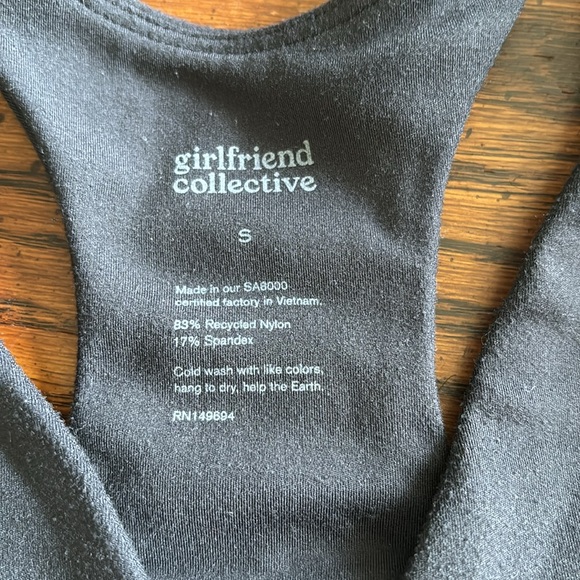 girlfriend
collective
S
Made in our SA8000
certified factory in Vietnam.
83% Recycled Nylon
17% Spandex
Cold wash with like colors,
hang to dry, help the Earth.
RN149694